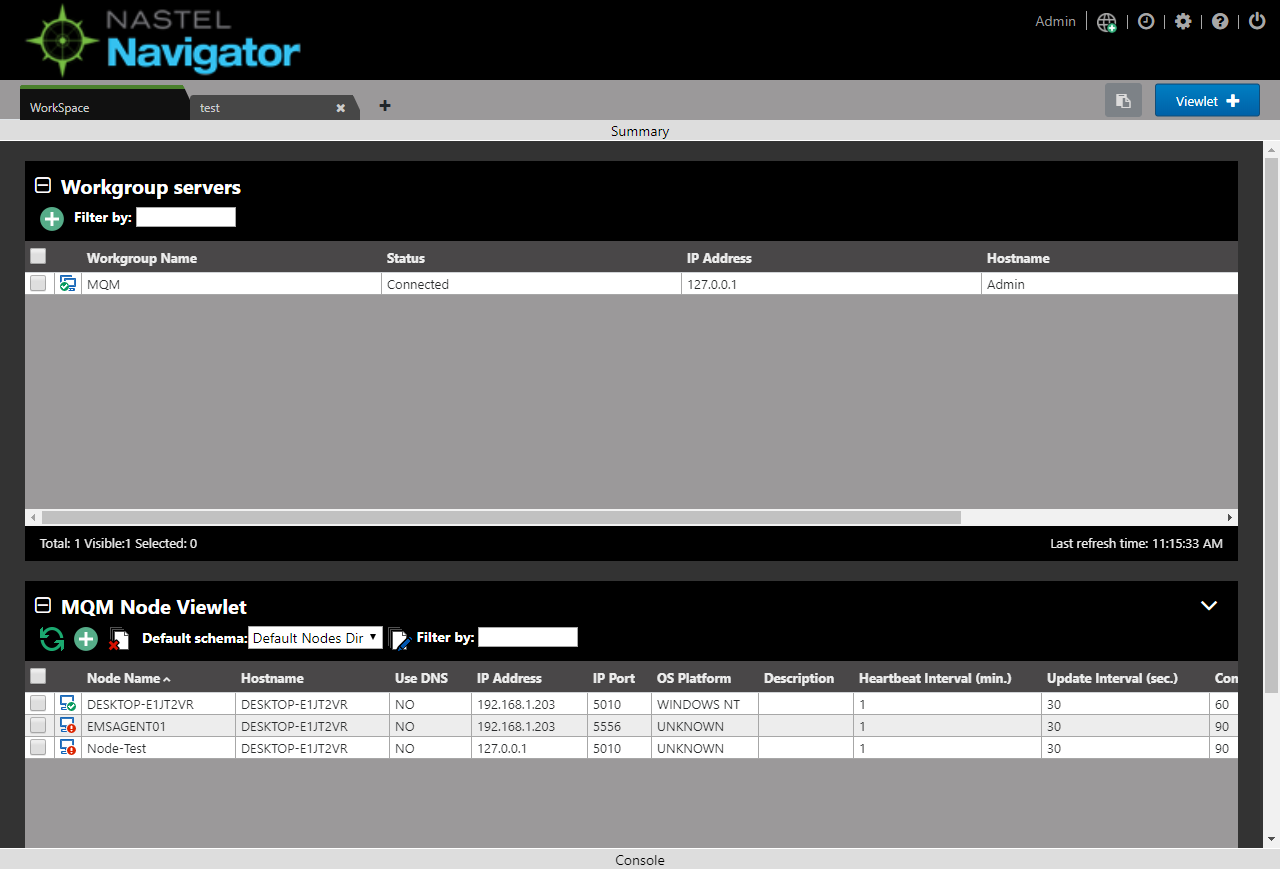 NASTEL
Navigator
Admin
WorkSpace
test
Viewlet
Summary
Workgroup servers
Filter by:
Workgroup Name Status IP Address Hostname
MQM Connected 127.0.0.1 Admin
Total: 1 Visible:1 Selected: 0 Last refresh time: 11:15:33 AM
MQM Node Viewlet
Default schema: Default Nodes Dir Filter by:
Node Name Hostname Use DNS IP Address IP Port OS Platform Description Heartbeat Interval (min.) Update Interval (sec.) Con
DESKTOP-E1JT2VR DESKTOP-E1JT2VR NO 192.168.1.203 5010 WINDOWS NT 1 30 60
EMSAGENT01 DESKTOP-E1JT2VR NO 192.168.1.203 5556 UNKNOWN 1 30 90
Node-Test DESKTOP-E1JT2VR NO 127.0.0.1 5010 UNKNOWN 1 30 90
Console